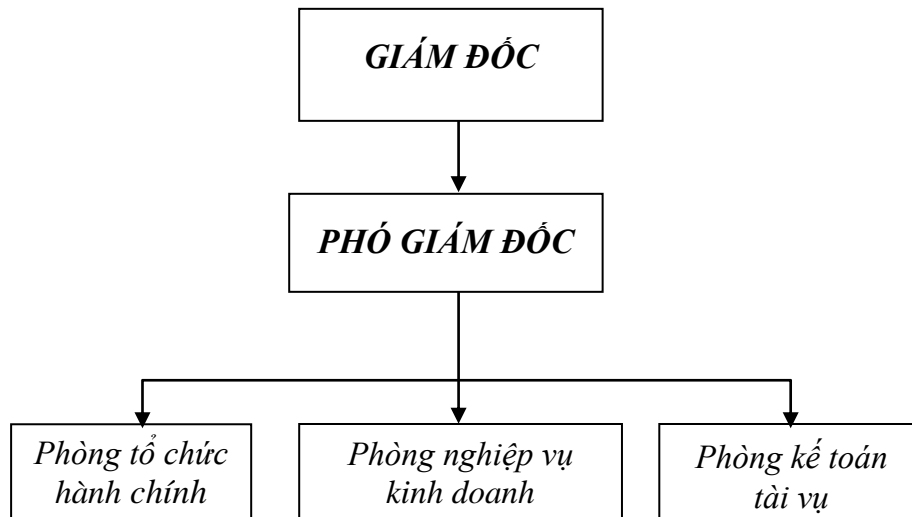 GIÁM ĐỐC
PHÓ GIÁM ĐỐC
Phòng tổ chức
hành chính
Phòng nghiệp vụ
kinh doanh
Phòng kế toán
tài vụ